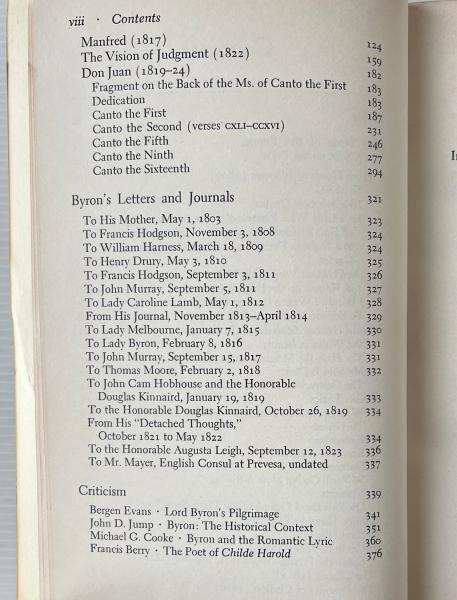 viii · Contents
Manfred (1817) 124
The Vision of Judgment (1822) 159
Don Juan (1819–24) 182
Fragment on the Back of the Ms. of Canto the First 183
Dedication 183
Canto the First 187
Canto the Second (verses CXLI–CCXVI) 231
Canto the Fifth 246
Canto the Ninth 277
Canto the Sixteenth 294
Byron's Letters and Journals 321
To His Mother, May 1, 1803 323
To Francis Hodgson, November 3, 1808 324
To William Harness, March 18, 1809 324
To Henry Drury, May 3, 1810 325
To Francis Hodgson, September 3, 1811 326
To John Murray, September 5, 1811 327
To Lady Caroline Lamb, May 1, 1812 328
From His Journal, November 1813–April 1814 329
To Lady Melbourne, January 7, 1815 330
To Lady Byron, February 8, 1816 331
To John Murray, September 15, 1817 331
To Thomas Moore, February 2, 1818 332
To John Cam Hobhouse and the Honorable
Douglas Kinnaird, January 19, 1819 333
To the Honorable Douglas Kinnaird, October 26, 1819 334
From His "Detached Thoughts,"
October 1821 to May 1822 334
To the Honorable Augusta Leigh, September 12, 1823 336
To Mr. Mayer, English Consul at Prevesa, undated 337
Criticism 339
Bergen Evans · Lord Byron's Pilgrimage 341
John D. Jump · Byron: The Historical Context 351
Michael G. Cooke · Byron and the Romantic Lyric 360
Francis Berry · The Poet of Childe Harold 376